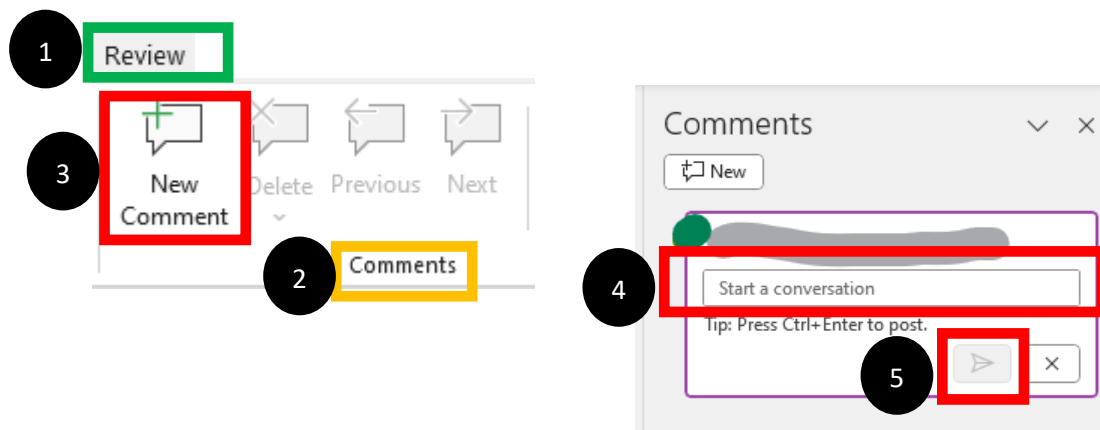 1
Review
3
New
Comment
Delete
Previous
Next
2
Comments
Comments
New
4
Start a conversation
Tip: Press Ctrl+Enter to post.
5